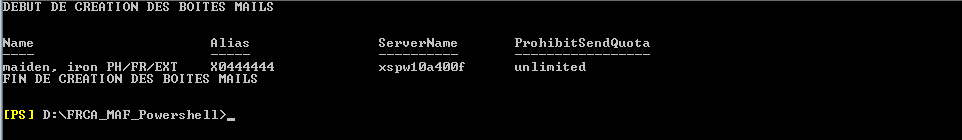 DEBUT DE CREATION DES BOITES MAILS
Name Alias ServerName ProhibitSendQuota
---- ----- ---------- -----------------
maiden, iron PH/FR/EXT X0444444 xspw10a400f unlimited
FIN DE CREATION DES BOITES MAILS
[PS] D:\FRCA_MAF_Powershell>_